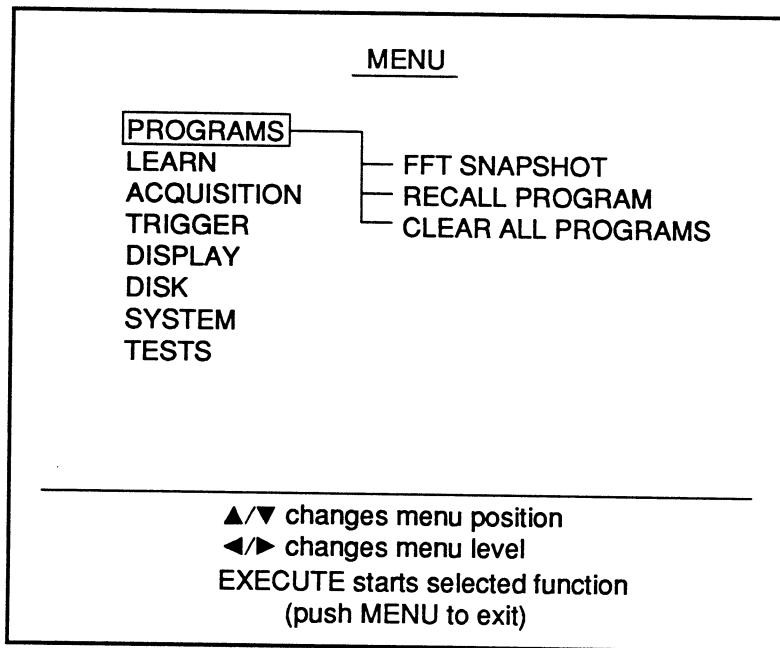 MENU
PROGRAMS
LEARN
ACQUISITION
TRIGGER
DISPLAY
DISK
SYSTEM
TESTS
FFT SNAPSHOT
RECALL PROGRAM
CLEAR ALL PROGRAMS
▲/▼ changes menu position
◄/► changes menu level
EXECUTE starts selected function
(push MENU to exit)